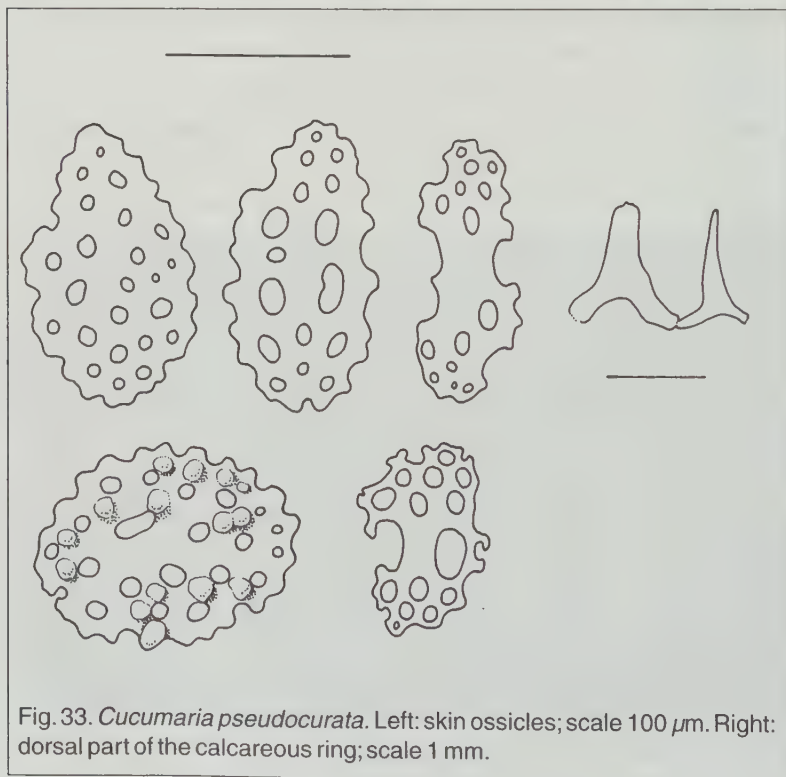 Fig. 33. Cucumaria pseudocurata. Left: skin ossicles; scale 100 μm. Right:
dorsal part of the calcareous ring; scale 1 mm.